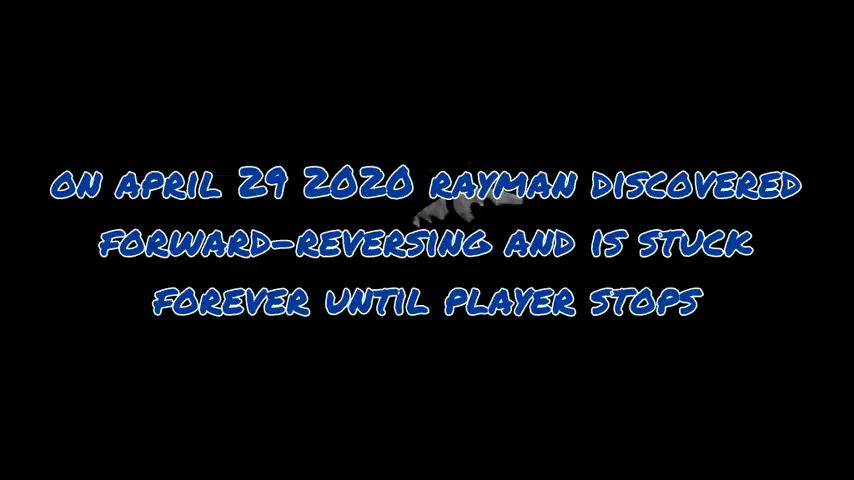 on april 29 2020 rayman discovered
forward-reversing and is stuck
forever until player stops